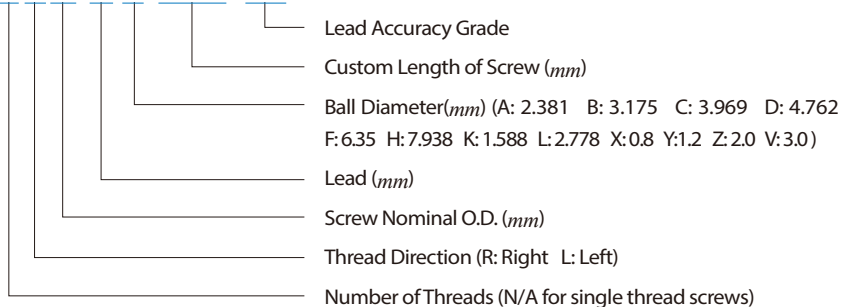 Lead Accuracy Grade
Custom Length of Screw (mm)
Ball Diameter(mm) (A: 2.381 B: 3.175 C: 3.969 D: 4.762
F: 6.35 H: 7.938 K: 1.588 L: 2.778 X: 0.8 Y:1.2 Z: 2.0 V: 3.0 )
Lead (mm)
Screw Nominal O.D. (mm)
Thread Direction (R: Right L: Left)
Number of Threads (N/A for single thread screws)